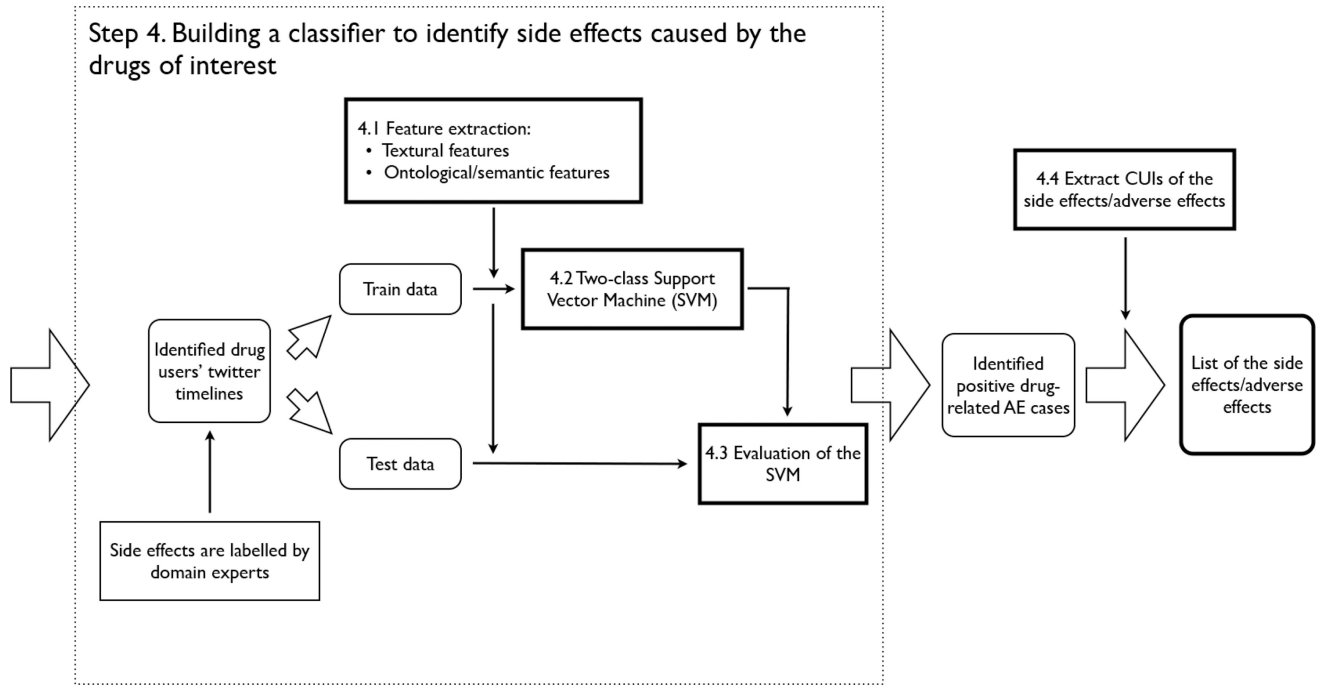 Step 4. Building a classifier to identify side effects caused by the
drugs of interest
4.1 Feature extraction:
• Textural features
• Ontological/semantic features
4.4 Extract CUIs of the
side effects/adverse effects
Train data
4.2 Two-class Support
Vector Machine (SVM)
Identified drug
users’ twitter
timelines
Identified
positive drug-
related AE cases
List of the side
effects/adverse
effects
Test data
4.3 Evaluation of the
SVM
Side effects are labelled by
domain experts